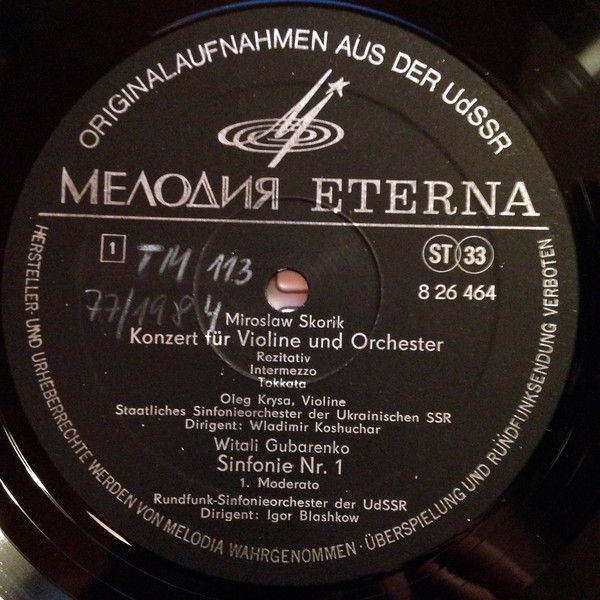 ORIGINALAUFNAHMEN AUS DER UdSSR
МЕЛОДИЯ ETERNA
1
TM 113
77/1984
ST 33
8 26 464
Miroslaw Skorik
Konzert für Violine und Orchester
Rezitativ
Intermezzo
Tokkata
Oleg Krysa, Violine
Staatliches Sinfonieorchester der Ukrainischen SSR
Dirigent: Wladimir Koshuchar
Witali Gubarenko
Sinfonie Nr. 1
1. Moderato
Rundfunk-Sinfonieorchester der UdSSR
Dirigent: Igor Blashkow
HERSTELLER- UND URHEBERRECHTE WERDEN VON MELODIA WAHRGENOMMEN · ÜBERSPIELUNG UND RUNDFUNKSENDUNG VERBOTEN